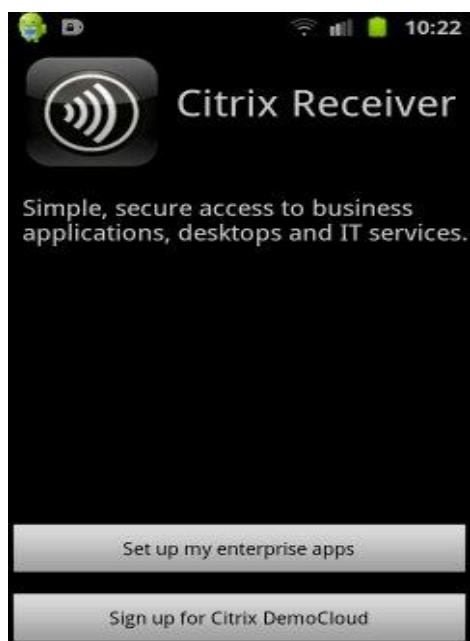 10:22
Citrix Receiver
Simple, secure access to business
applications, desktops and IT services.
Set up my enterprise apps
Sign up for Citrix DemoCloud